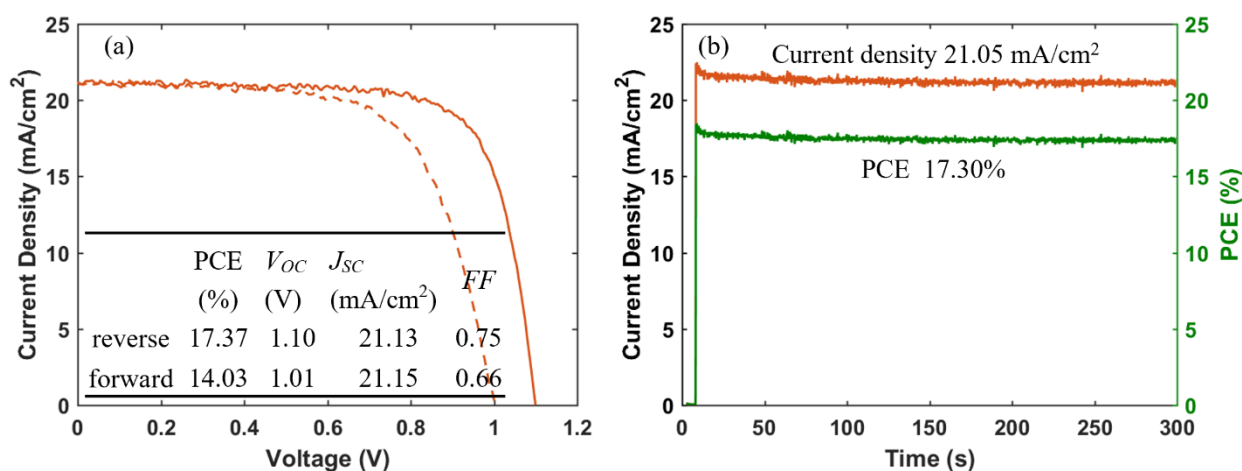 (a)
25
20
15
10
5
0
Current Density (mA/cm²)
PCE V_OC J_SC FF
(%) (V) (mA/cm²)
reverse 17.37 1.10 21.13 0.75
forward 14.03 1.01 21.15 0.66
0 0.2 0.4 0.6 0.8 1 1.2
Voltage (V)
(b)
25
20
15
10
5
0
Current Density (mA/cm²)
Current density 21.05 mA/cm²
PCE 17.30%
25
20
15
10
5
0
PCE (%)
0 50 100 150 200 250 300
Time (s)